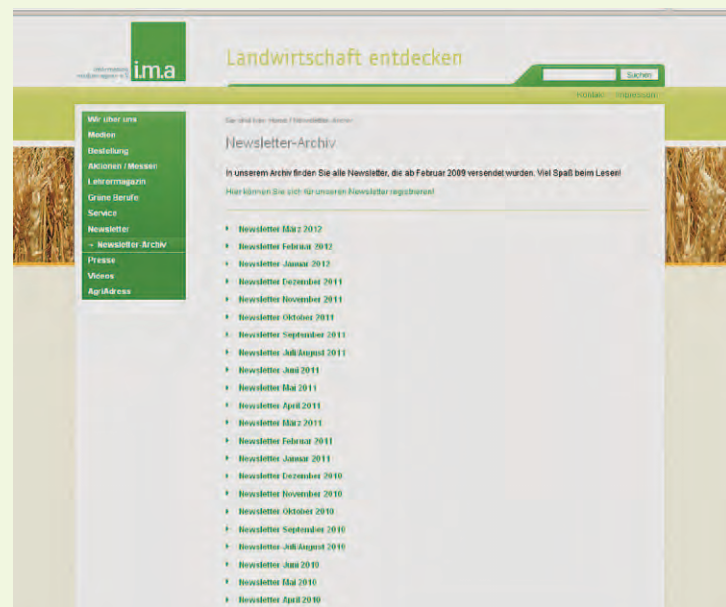 i.m.a
Landwirtschaft entdecken
Suchen
Kontakt Impressum
Wir über uns
Medien
Bestellung
Aktionen / Messen
Lehrermagazin
Grüne Berufe
Service
Newsletter
→ Newsletter-Archiv
Presse
Videos
AgriAdress
Sie sind hier: Home / Newsletter-Archiv
Newsletter-Archiv
In unserem Archiv finden Sie alle Newsletter, die ab Februar 2009 versendet wurden. Viel Spaß beim Lesen!
Hier können Sie sich für unseren Newsletter registrieren!
Newsletter März 2012
Newsletter Februar 2012
Newsletter Januar 2012
Newsletter Dezember 2011
Newsletter November 2011
Newsletter Oktober 2011
Newsletter September 2011
Newsletter Juli/August 2011
Newsletter Juni 2011
Newsletter Mai 2011
Newsletter April 2011
Newsletter März 2011
Newsletter Februar 2011
Newsletter Januar 2011
Newsletter Dezember 2010
Newsletter November 2010
Newsletter Oktober 2010
Newsletter September 2010
Newsletter Juli/August 2010
Newsletter Juni 2010
Newsletter Mai 2010
Newsletter April 2010